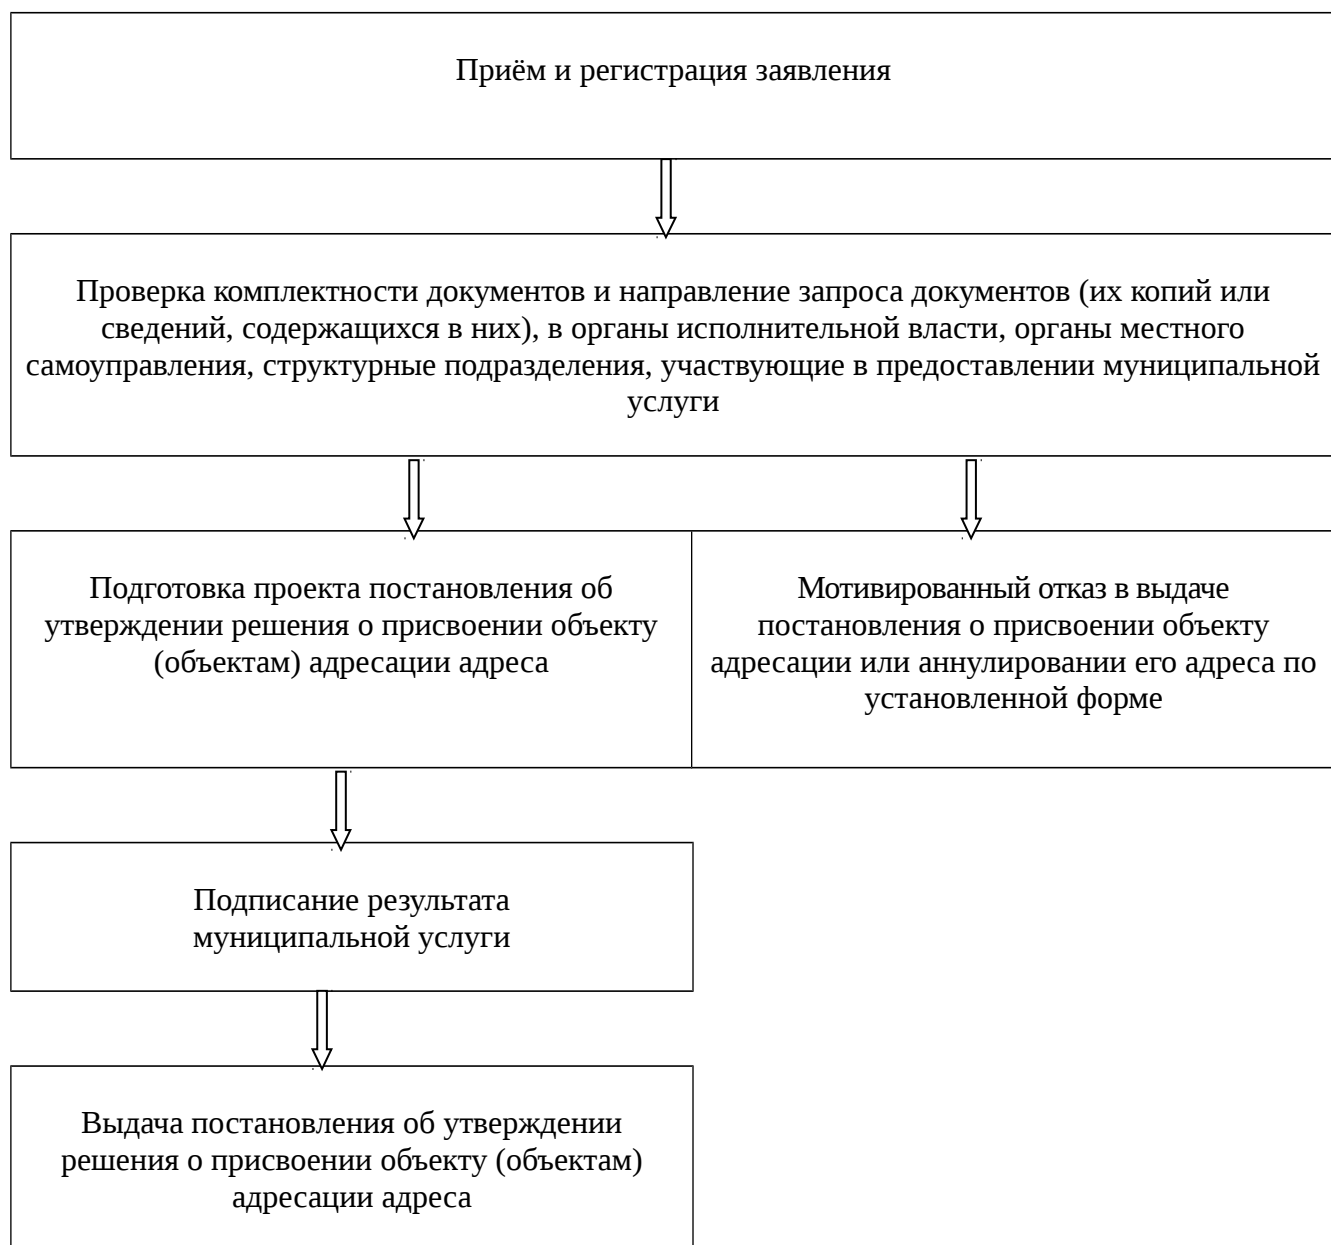 Приём и регистрация заявления
Проверка комплектности документов и направление запроса документов (их копий или
сведений, содержащихся в них), в органы исполнительной власти, органы местного
самоуправления, структурные подразделения, участвующие в предоставлении муниципальной
услуги
Подготовка проекта постановления об
утверждении решения о присвоении объекту
(объектам) адресации адреса
Мотивированный отказ в выдаче
постановления о присвоении объекту
адресации или аннулировании его адреса по
установленной форме
Подписание результата
муниципальной услуги
Выдача постановления об утверждении
решения о присвоении объекту (объектам)
адресации адреса